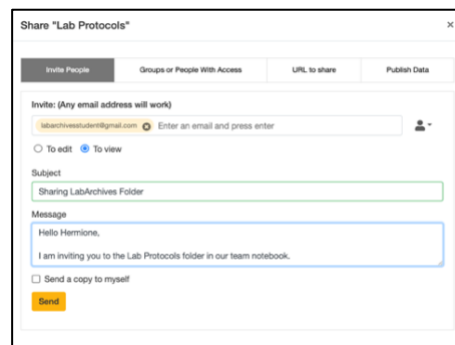 Share "Lab Protocols" ×
Invite People Groups or People With Access URL to share Publish Data
Invite: (Any email address will work)
labarchivesstudent@gmail.com Enter an email and press enter
To edit To view
Subject
Sharing LabArchives Folder
Message
Hello Hermione,
I am inviting you to the Lab Protocols folder in our team notebook.
Send a copy to myself
Send